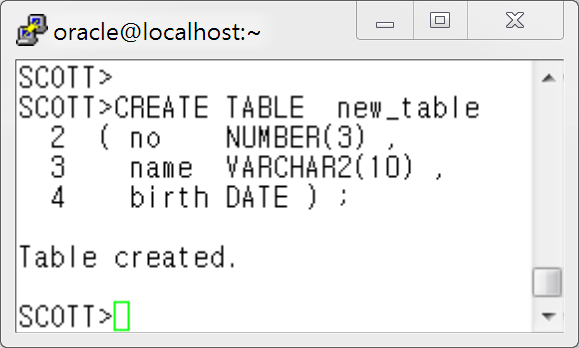 oracle@localhost:~
SCOTT>
SCOTT>CREATE TABLE  new_table
  2  ( no    NUMBER(3) ,
  3    name  VARCHAR2(10) ,
  4    birth DATE ) ;
Table created.
SCOTT>